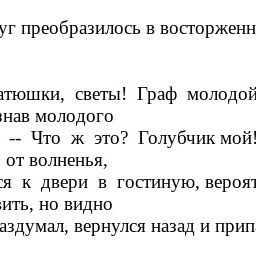 уг преобразилось в восторженн
атюшки, светы! Граф молодой
знав молодого
-- Что ж это? Голубчик мой!
от волненья,
ся к двери в гостиную, вероят
вить, но видно
аздумал, вернулся назад и прип